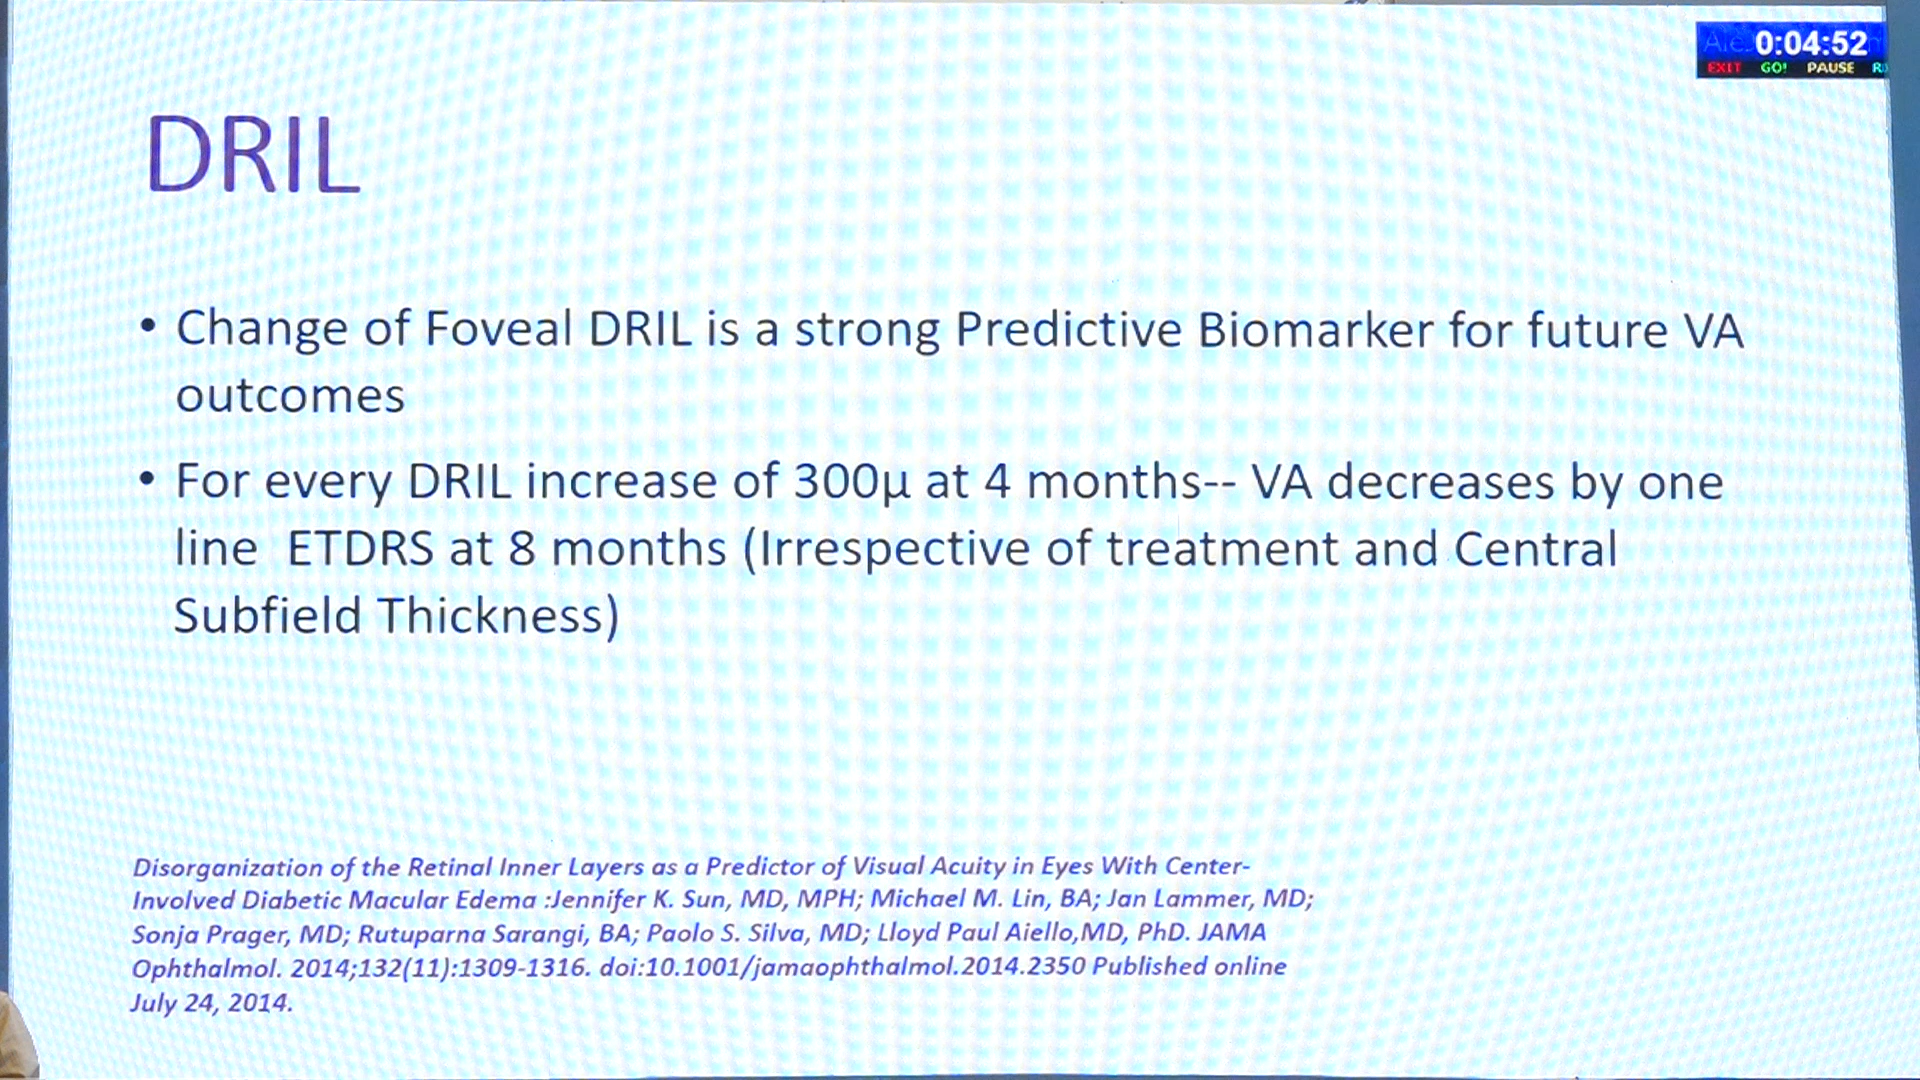 0:04:52
EXIT GO! PAUSE
DRIL
• Change of Foveal DRIL is a strong Predictive Biomarker for future VA
outcomes
• For every DRIL increase of 300µ at 4 months-- VA decreases by one
line ETDRS at 8 months (Irrespective of treatment and Central
Subfield Thickness)
Disorganization of the Retinal Inner Layers as a Predictor of Visual Acuity in Eyes With Center-
Involved Diabetic Macular Edema :Jennifer K. Sun, MD, MPH; Michael M. Lin, BA; Jan Lammer, MD;
Sonja Prager, MD; Rutuparna Sarangi, BA; Paolo S. Silva, MD; Lloyd Paul Aiello,MD, PhD. JAMA
Ophthalmol. 2014;132(11):1309-1316. doi:10.1001/jamaophthalmol.2014.2350 Published online
July 24, 2014.